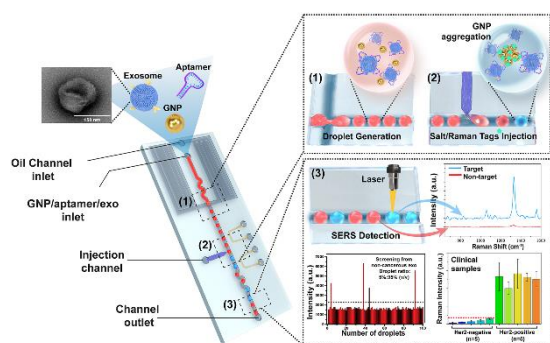 Exosome
Aptamer
GNP
Oil Channel
inlet
GNP/aptamer/exo
inlet
Injection
channel
Channel
outlet
(1)
(2)
(3)
GNP
aggregation
(1)
(2)
Droplet Generation
Salt/Raman Tags Injection
(3)
Laser
SERS Detection
Intensity (a.u.)
Target
Non-target
Raman Shift (cm⁻¹)
Intensity (a.u.)
Screening from
non-cancerous exo
Droplet ratio:
Number of droplets
Raman Intensity (a.u.)
Clinical
samples
Her2-negative
(n=5)
Her2-positive